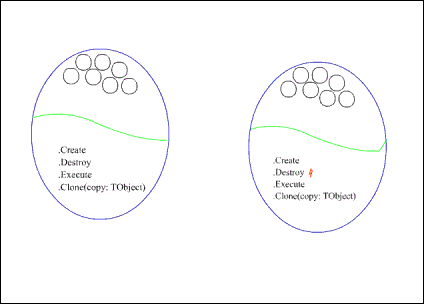 .Create
.Destroy
.Execute
.Clone(copy: TObject)
.Create
.Destroy
.Execute
.Clone(copy: TObject)